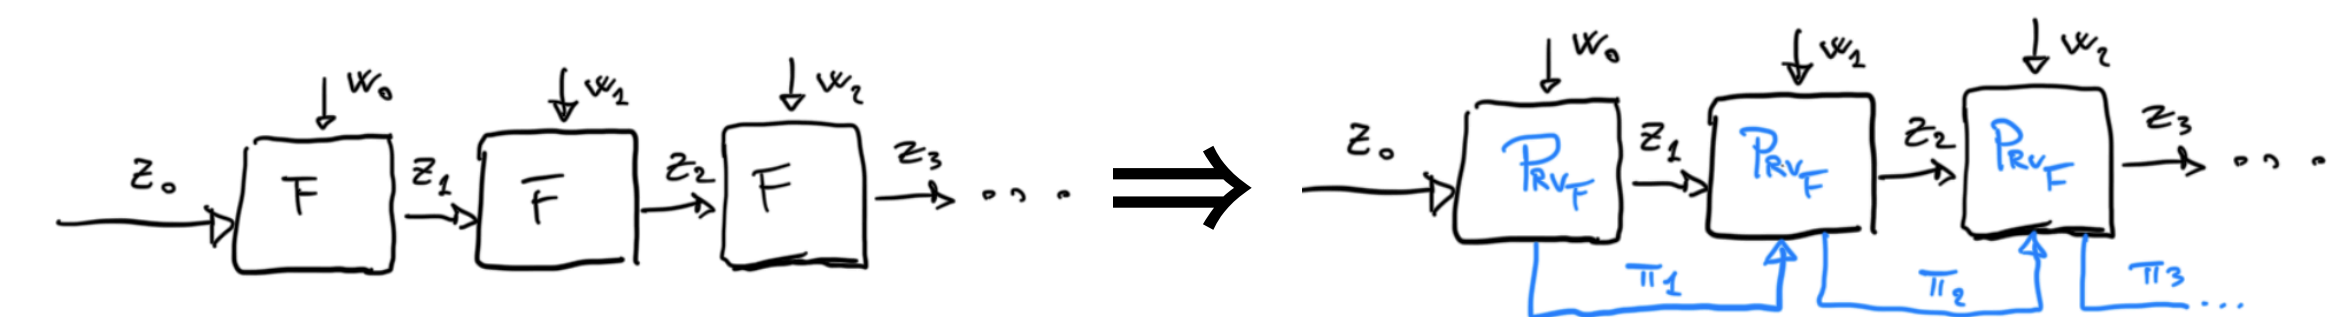 w₀ w₁ w₂
z₀ F z₁ F z₂ F z₃ ...
w₀ w₁ w₂
z₀ PRVF z₁ PRVF z₂ PRVF z₃ ...
π₁ π₂ π₃ ...